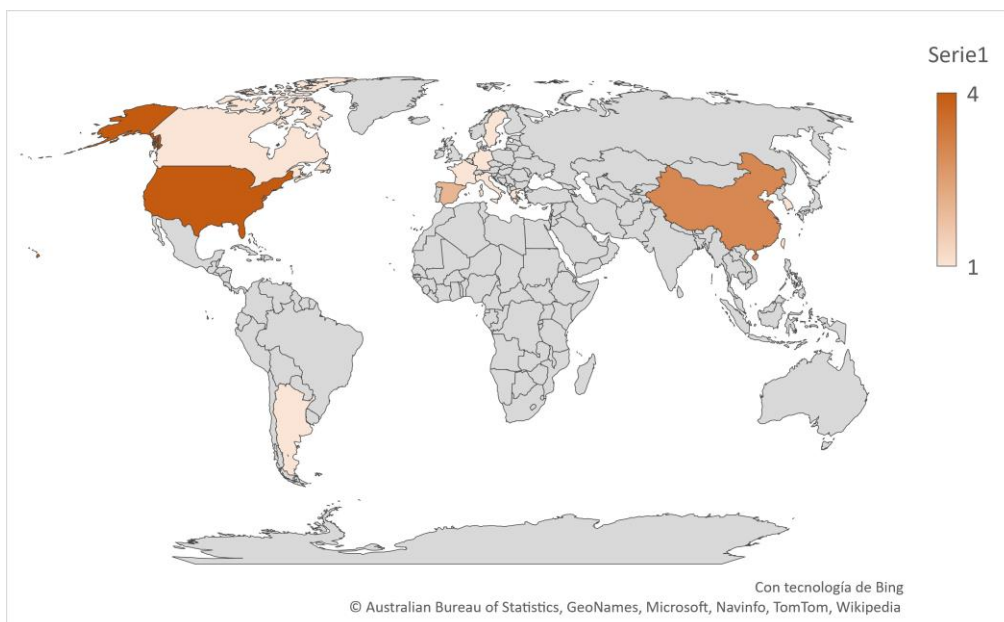 Serie1
4
1
Con tecnología de Bing
© Australian Bureau of Statistics, GeoNames, Microsoft, Navinfo, TomTom, Wikipedia